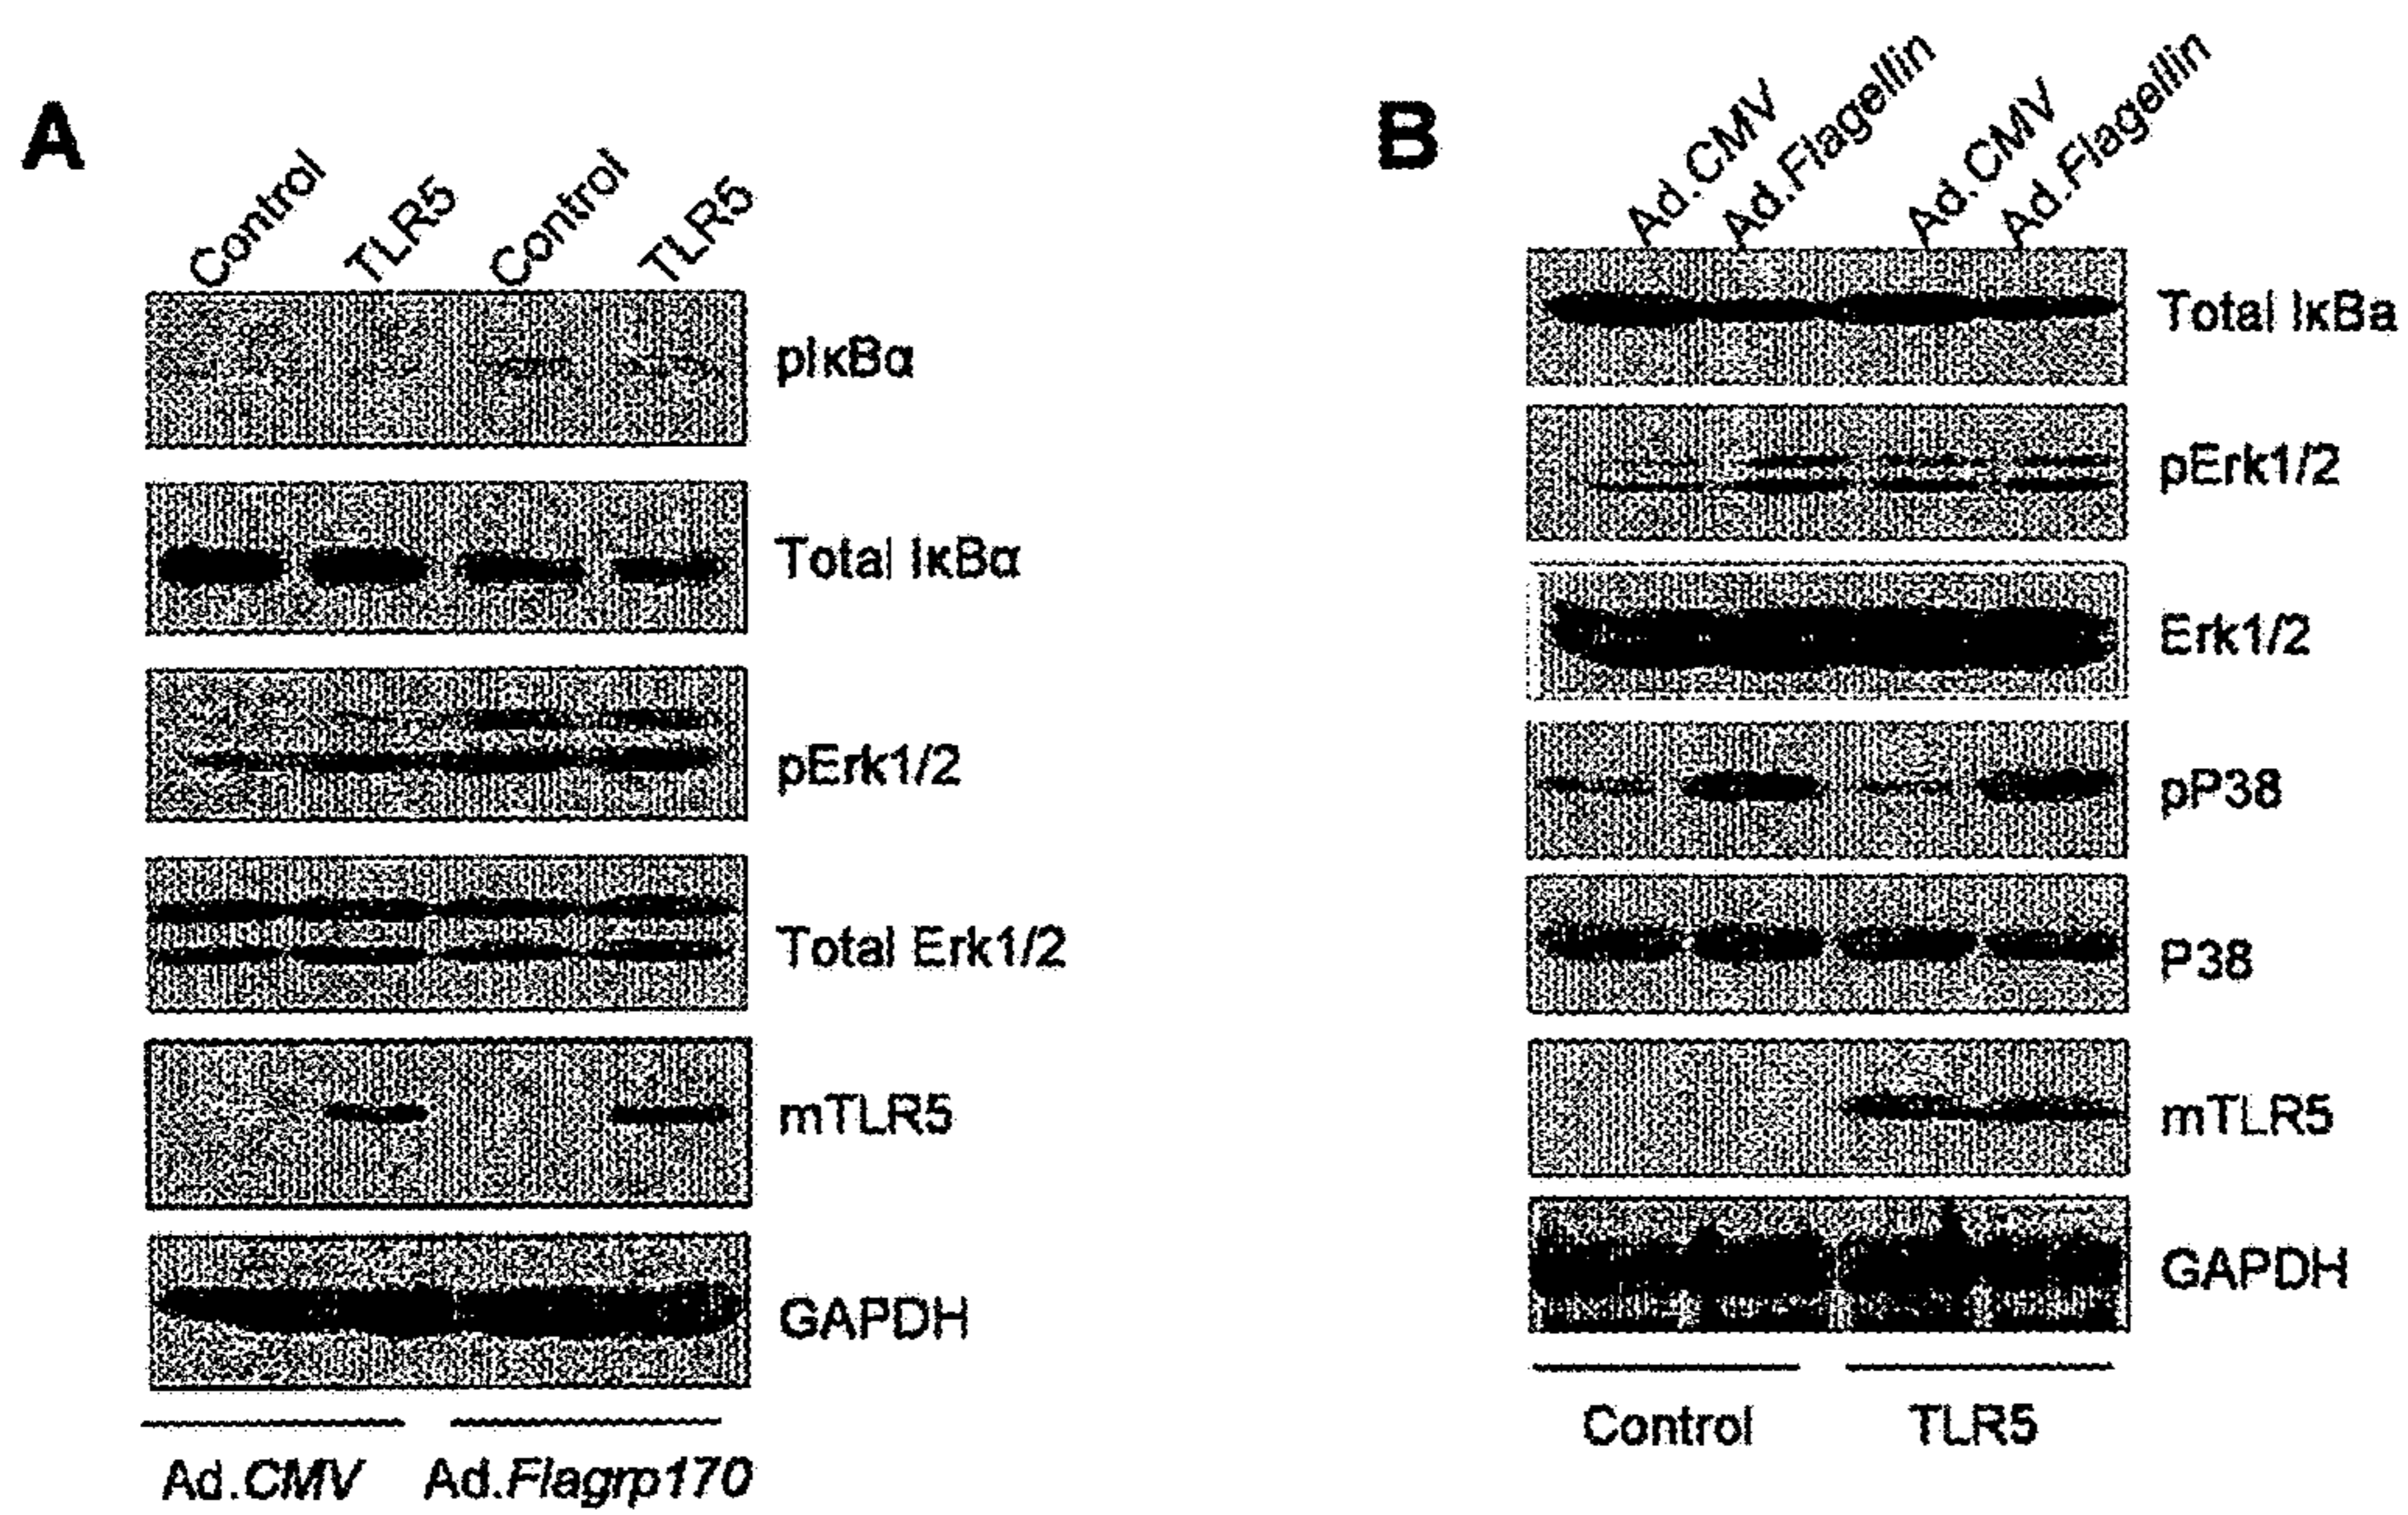 A
Control TLR5 Control TLR5
pIκBα
Total IκBα
pErk1/2
Total Erk1/2
mTLR5
GAPDH
Ad.CMV Ad.Flagrp170
B
Ad.CMV Ad.Flagellin Ad.CMV Ad.Flagellin
Total IκBa
pErk1/2
Erk1/2
pP38
P38
mTLR5
GAPDH
Control TLR5